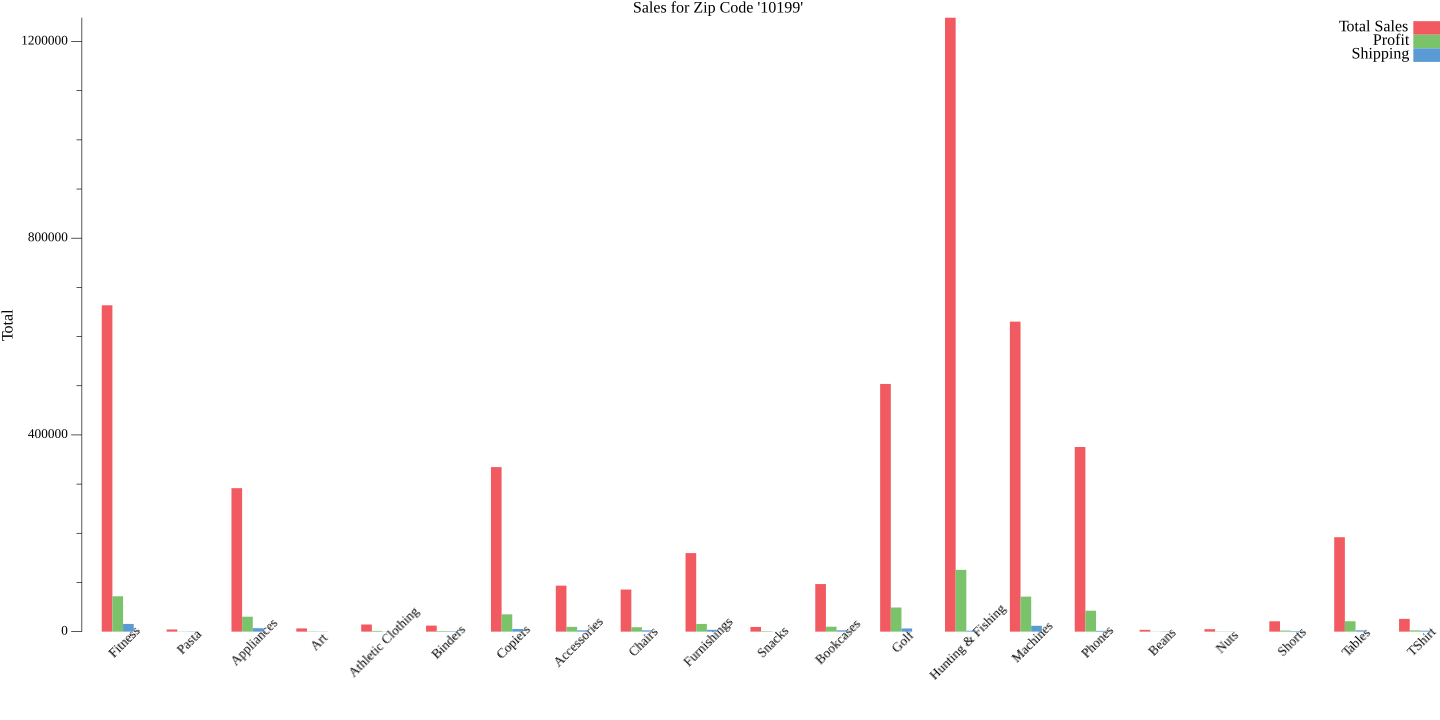 Sales for Zip Code '10199'
Total Sales
Profit
Shipping
Total
1200000
800000
400000
0
Fitness
Pasta
Appliances
Art
Athletic Clothing
Binders
Copiers
Accessories
Chairs
Furnishings
Snacks
Bookcases
Golf
Hunting & Fishing
Machines
Phones
Beans
Nuts
Shorts
Tables
TShirt